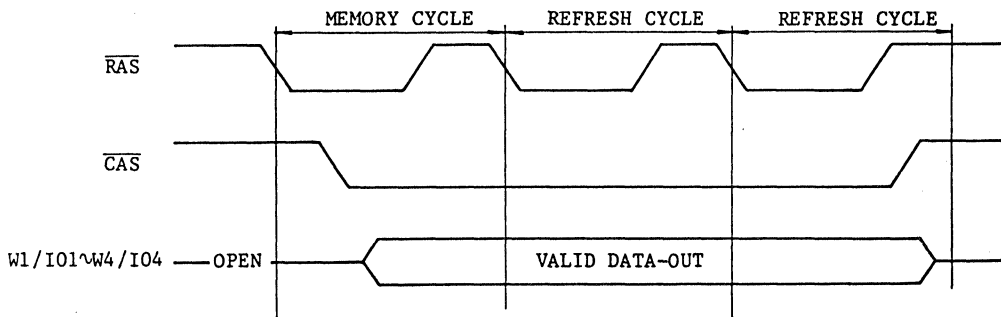 MEMORY CYCLE REFRESH CYCLE REFRESH CYCLE
RAS
CAS
W1/IO1~W4/IO4 OPEN VALID DATA-OUT